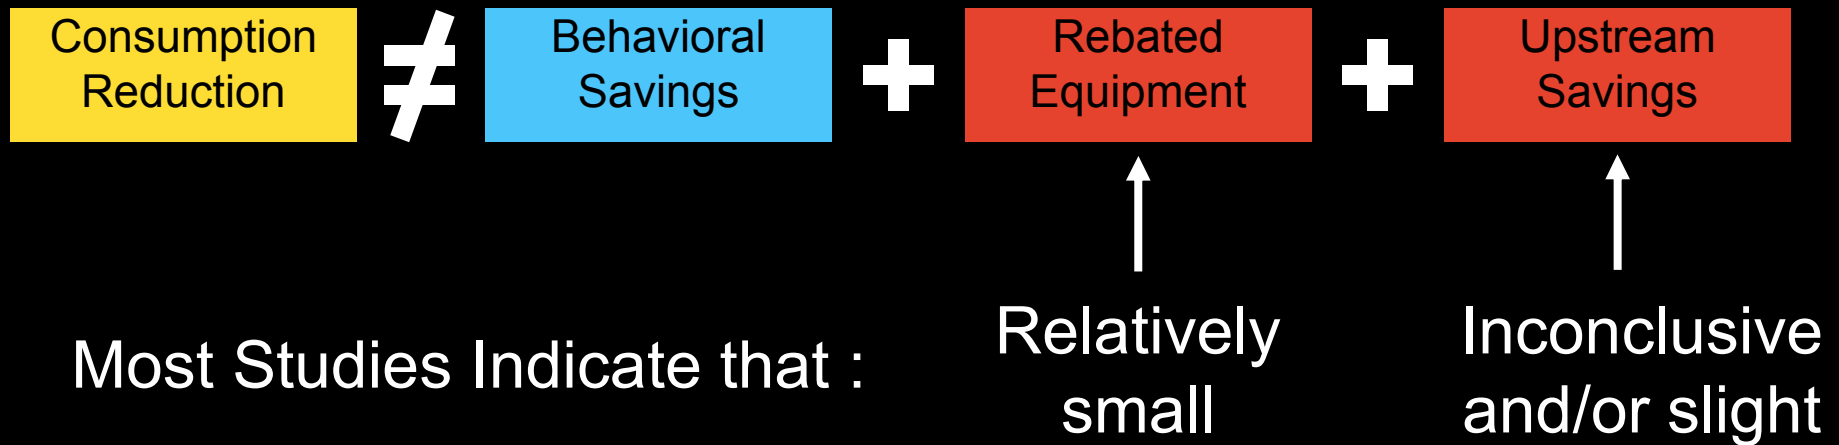 Consumption
Reduction
≠
Behavioral
Savings
+
Rebated
Equipment
+
Upstream
Savings
Most Studies Indicate that :
Relatively
small
Inconclusive
and/or slight